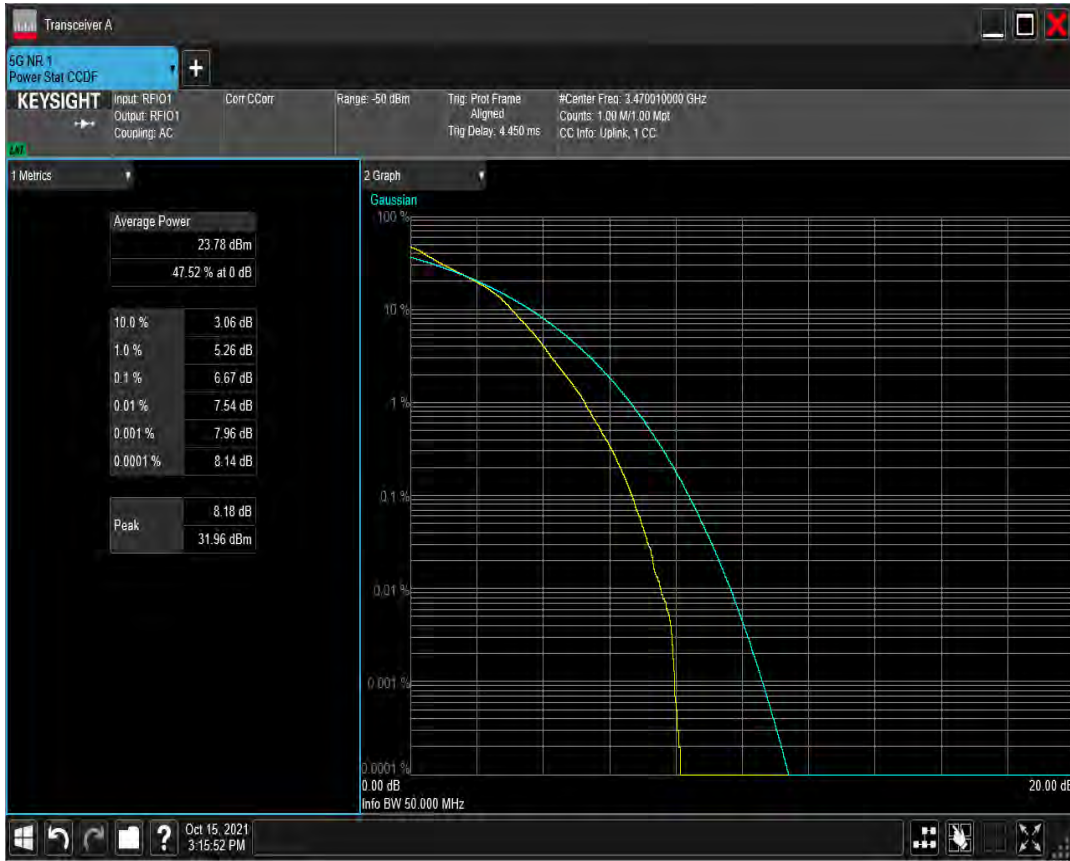 Transceiver A
5G NR 1
Power Stat CCDF
+
KEYSIGHT
Input: RFIO1
Output: RFIO1
Coupling: AC
Corr CCorr
Range: -50 dBm
Trig: Prot Frame
Aligned
Trig Delay: 4.450 ms
#Center Freq: 3.470010000 GHz
Counts: 1.00 M/1.00 Mpt
CC Info: Uplink, 1 CC
LXI
1 Metrics
Average Power
23.78 dBm
47.52 % at 0 dB
10.0 % 3.06 dB
1.0 % 5.26 dB
0.1 % 6.67 dB
0.01 % 7.54 dB
0.001 % 7.96 dB
0.0001 % 8.14 dB
Peak 8.18 dB
31.96 dBm
2 Graph
Gaussian
100 %
10 %
1 %
0.1 %
0.01 %
0.001 %
0.0001 %
0.00 dB
20.00 dB
Info BW 50.000 MHz
?
Oct 15, 2021
3:15:52 PM